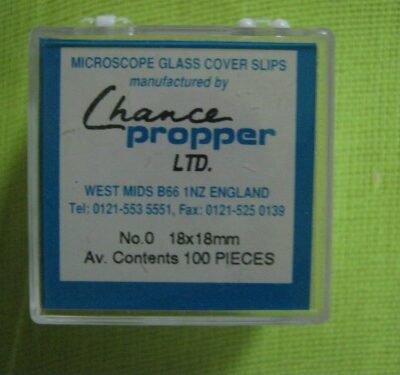 MICROSCOPE GLASS COVER SLIPS
manufactured by
Chance
propper
LTD.
WEST MIDS B66 1NZ ENGLAND
Tel: 0121-553 5551, Fax: 0121-525 0139
No.0 18x18mm
Av. Contents 100 PIECES